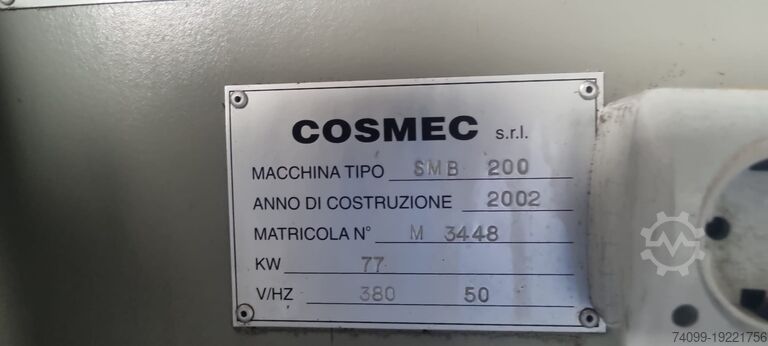 COSMEC s.r.l.
MACCHINA TIPO SMB 200
ANNO DI COSTRUZIONE 2002
MATRICOLA N° M 3448
KW 77
V/HZ 380 50
74099-19221756